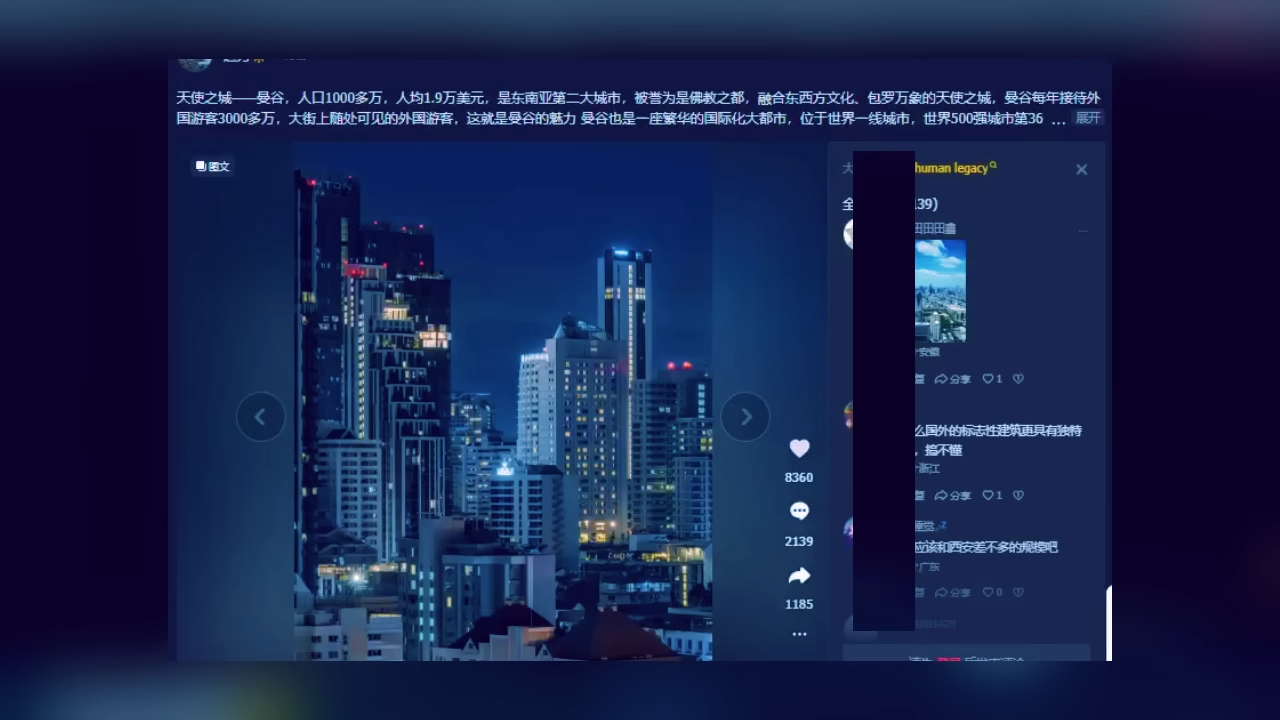 天使之城——曼谷，人口1000多万，人均1.9万美元，是东南亚第二大城市，被誉为是佛教之都，融合东西方文化、包罗万象的天使之城，曼谷每年接待外
国游客3000多万，大街上随处可见的外国游客，这就是曼谷的魅力 曼谷也是一座繁华的国际化大都市，位于世界一线城市，世界500强城市第36 ... 展开
图文
大
human legacy
全
139)
田田田鑫
·安徽
分享 1
么国外的标志性建筑更具有独特
，搞不懂
·浙江
分享 1
应该和西安差不多的规模吧
·广东
分享 0
8360
2139
1185